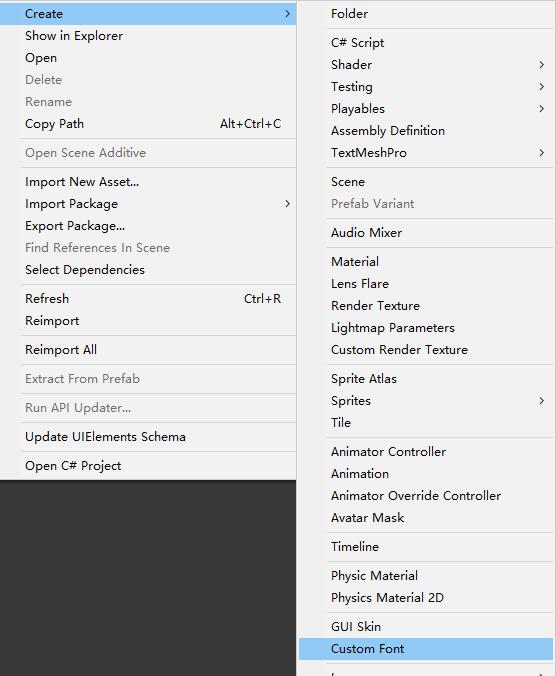 Create
Show in Explorer
Open
Delete
Rename
Copy Path Alt+Ctrl+C
Open Scene Additive
Import New Asset...
Import Package
Export Package...
Find References In Scene
Select Dependencies
Refresh Ctrl+R
Reimport
Reimport All
Extract From Prefab
Run API Updater...
Update UIElements Schema
Open C# Project
Folder
C# Script
Shader
Testing
Playables
Assembly Definition
TextMeshPro
Scene
Prefab Variant
Audio Mixer
Material
Lens Flare
Render Texture
Lightmap Parameters
Custom Render Texture
Sprite Atlas
Sprites
Tile
Animator Controller
Animation
Animator Override Controller
Avatar Mask
Timeline
Physic Material
Physics Material 2D
GUI Skin
Custom Font